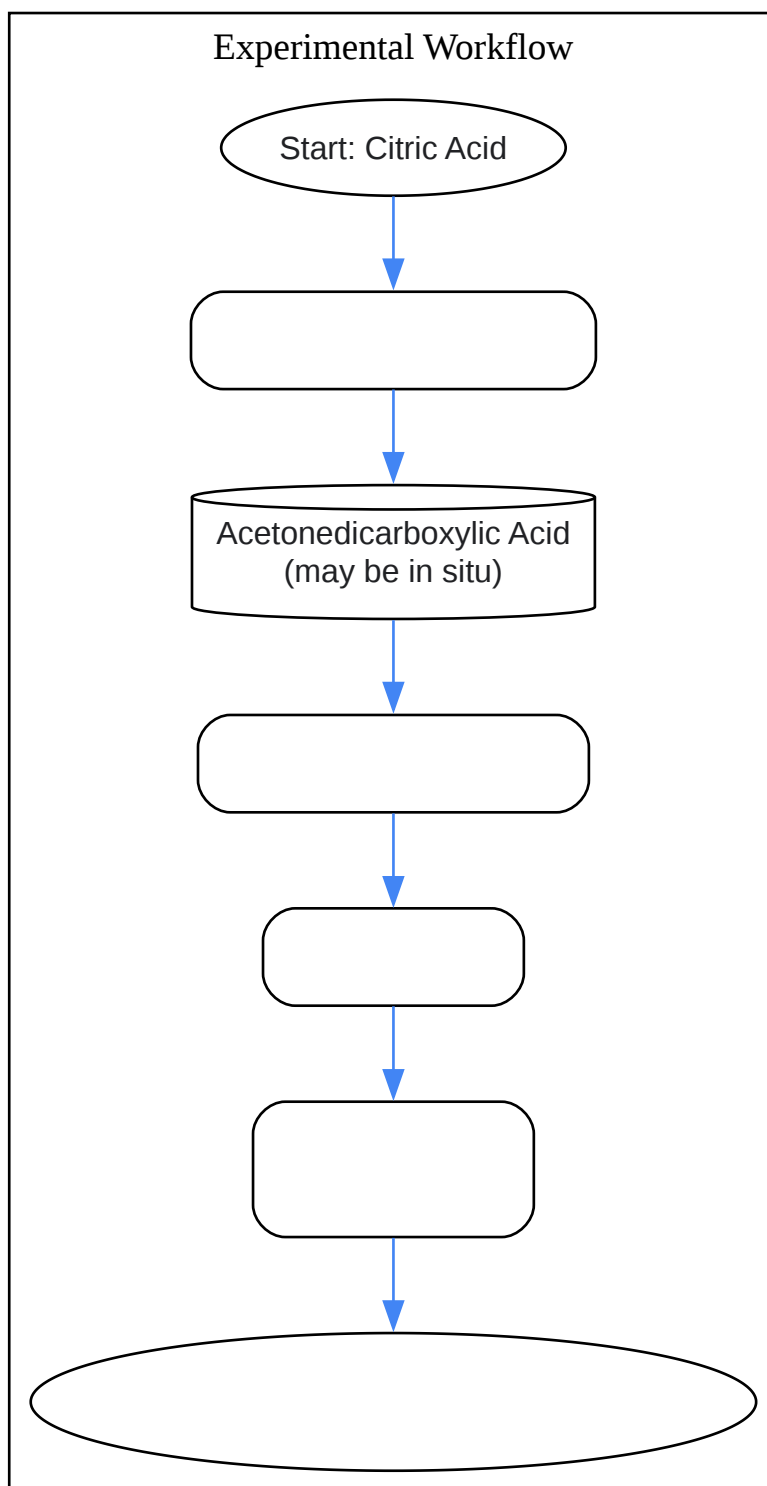 Experimental Workflow
Start: Citric Acid
Acetonedicarboxylic Acid
(may be in situ)